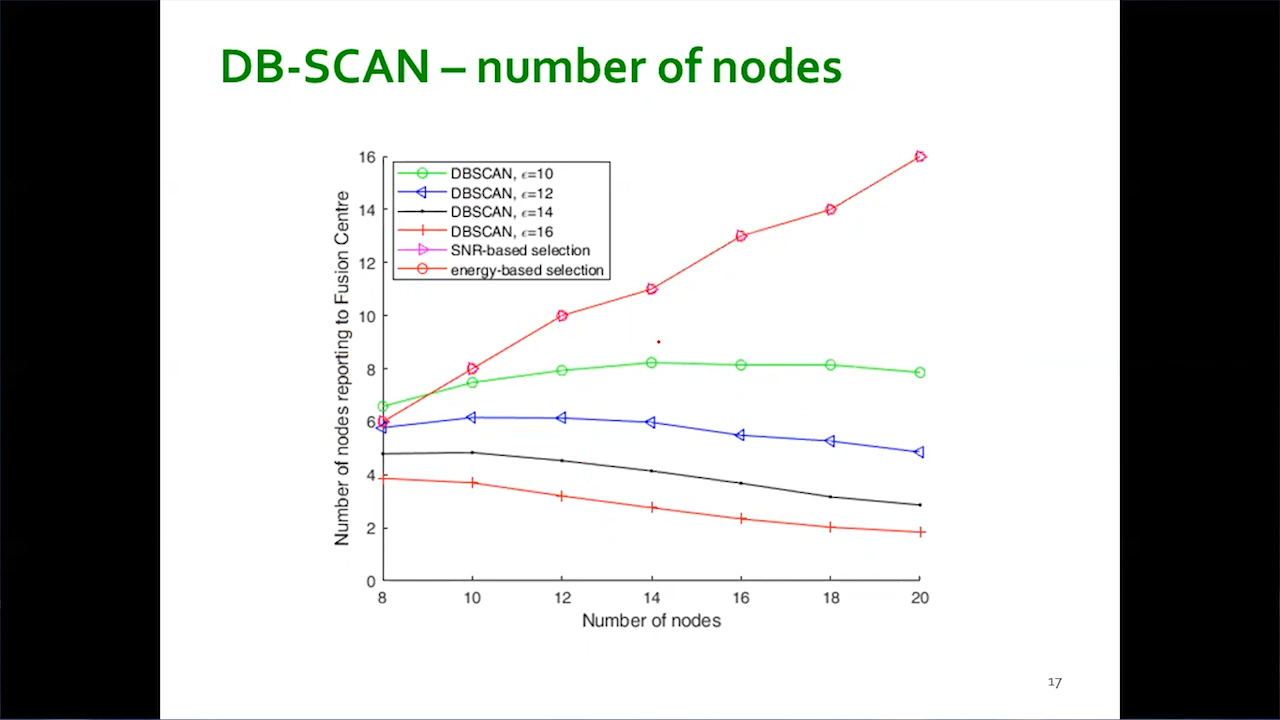 DB-SCAN – number of nodes
DBSCAN, ϵ=10
DBSCAN, ϵ=12
DBSCAN, ϵ=14
DBSCAN, ϵ=16
SNR-based selection
energy-based selection
Number of nodes reporting to Fusion Centre
16
14
12
10
8
6
4
2
0
8 10 12 14 16 18 20
Number of nodes
17